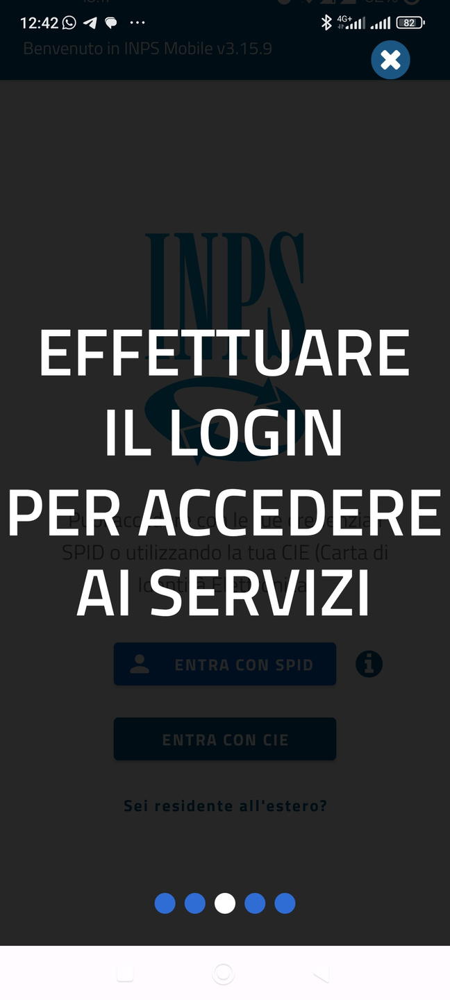 12:42
4G+
82
Benvenuto in INPS Mobile v3.15.9
INPS
EFFETTUARE
IL LOGIN
PER ACCEDERE
AI SERVIZI
Puoi accedere con le tue credenziali
SPID o utilizzando la tua CIE (Carta di
Identità Elettronica)
ENTRA CON SPID
ENTRA CON CIE
Sei residente all'estero?